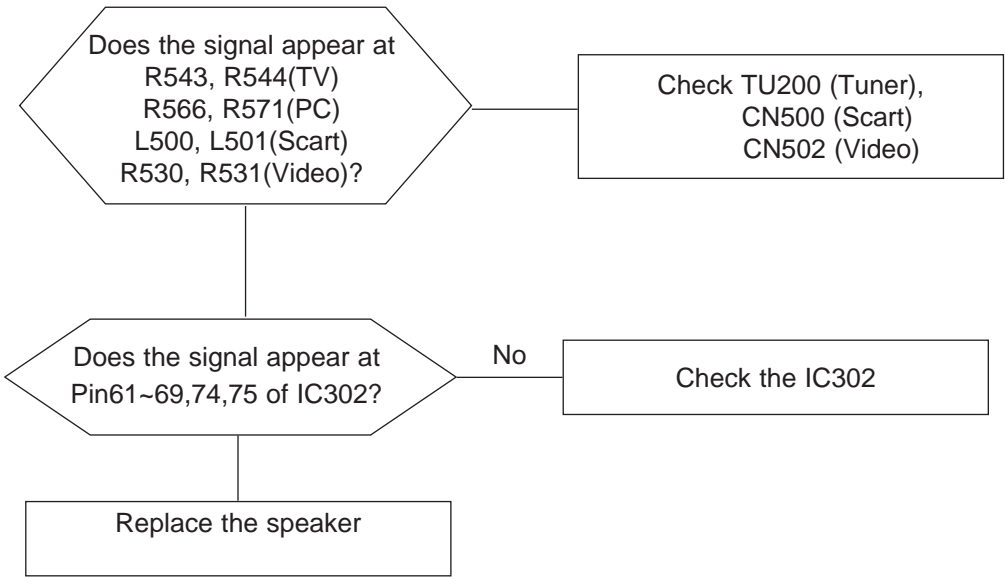 Does the signal appear at
R543, R544(TV)
R566, R571(PC)
L500, L501(Scart)
R530, R531(Video)?
Check TU200 (Tuner),
CN500 (Scart)
CN502 (Video)
Does the signal appear at
Pin61~69,74,75 of IC302?
No
Check the IC302
Replace the speaker